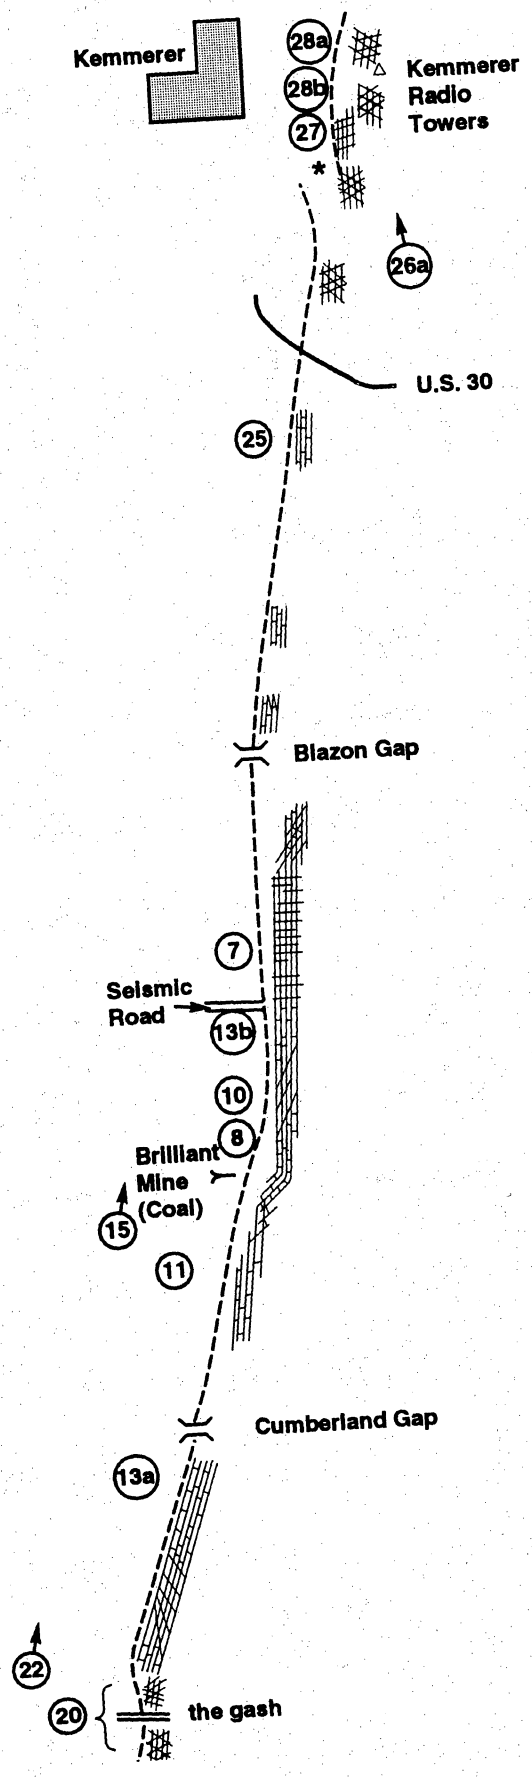 28a
Kemmerer
28b
Kemmerer
Radio
Towers
27
*
26a
U.S. 30
25
Blazon Gap
7
Seismic
Road
13b
10
8
Brilliant
Mine
(Coal)
15
11
Cumberland Gap
13a
22
20
the gash